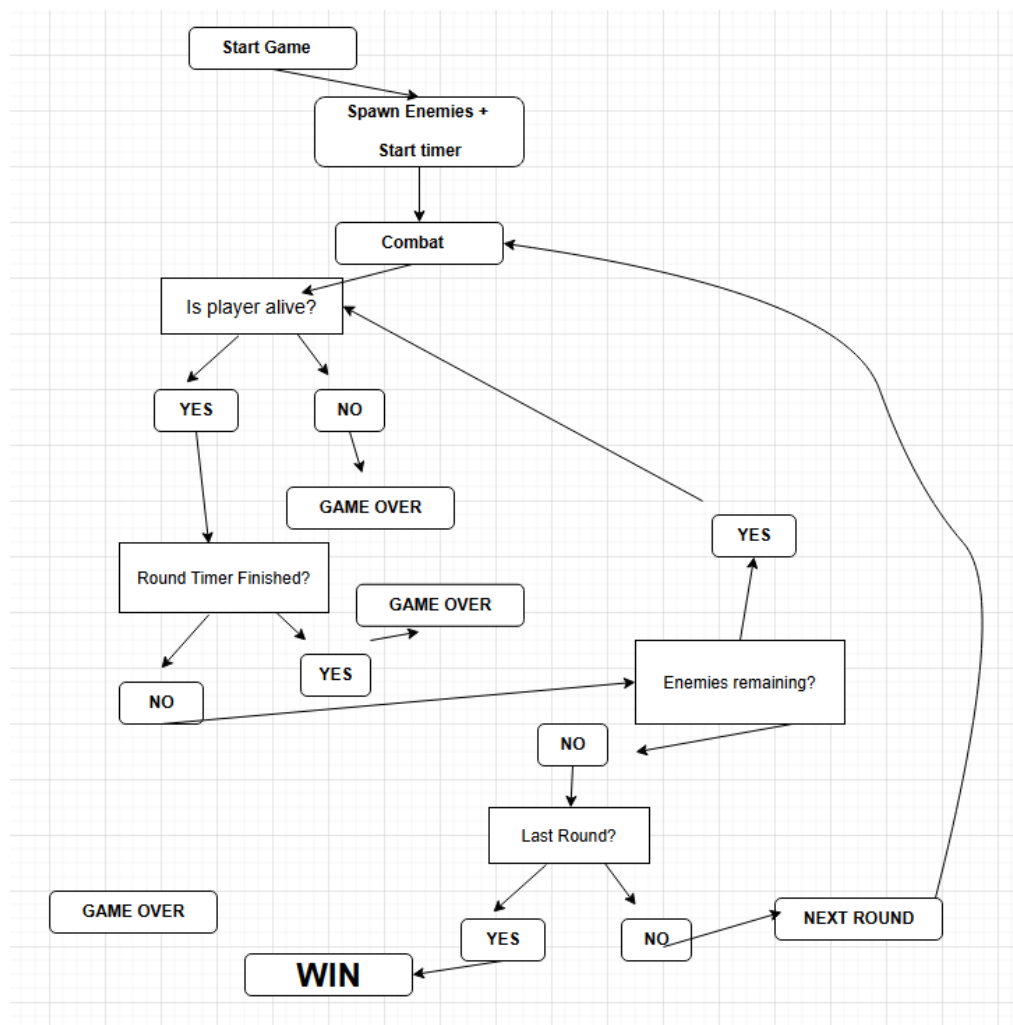 Start Game
Spawn Enemies +
Start timer
Combat
Is player alive?
YES
NO
GAME OVER
YES
Round Timer Finished?
GAME OVER
YES
NO
Enemies remaining?
NO
Last Round?
GAME OVER
YES
NO
NEXT ROUND
WIN